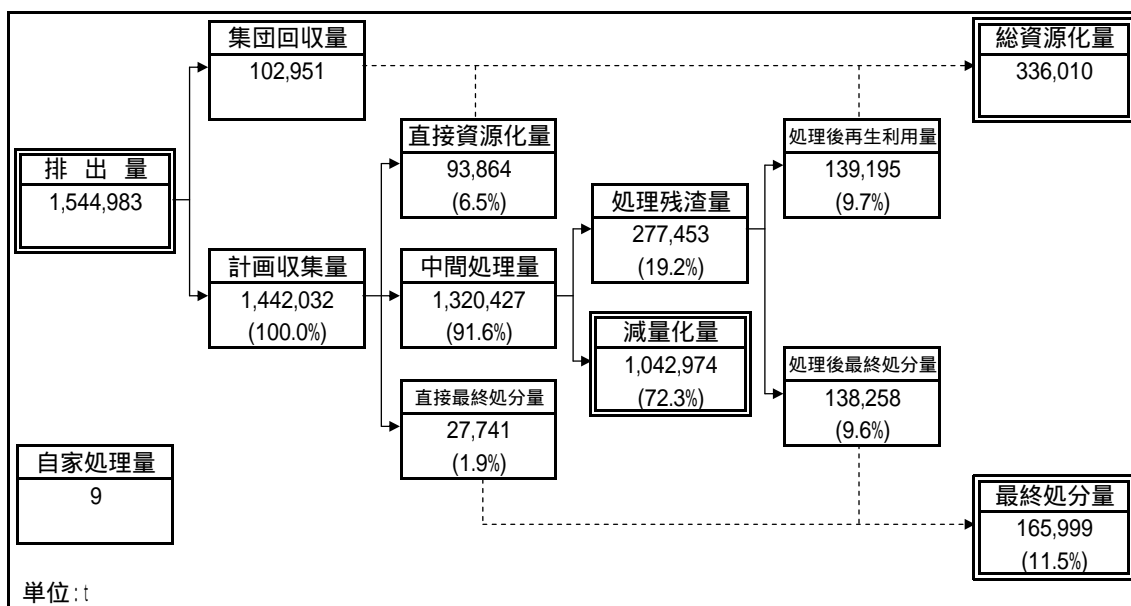 集団回収量
102,951
総資源化量
336,010
直接資源化量
93,864
(6.5%)
処理後再生利用量
139,195
(9.7%)
排 出 量
1,544,983
処理残渣量
277,453
(19.2%)
計画収集量
1,442,032
(100.0%)
中間処理量
1,320,427
(91.6%)
減量化量
1,042,974
(72.3%)
処理後最終処分量
138,258
(9.6%)
直接最終処分量
27,741
(1.9%)
自家処理量
9
最終処分量
165,999
(11.5%)
単位:t